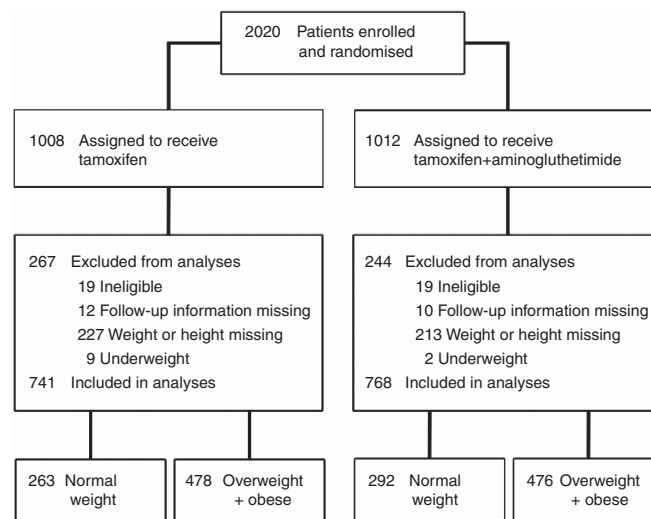 2020 Patients enrolled
and randomised
1008 Assigned to receive
tamoxifen
1012 Assigned to receive
tamoxifen+aminogluthetimide
267 Excluded from analyses
19 Ineligible
12 Follow-up information missing
227 Weight or height missing
9 Underweight
741 Included in analyses
244 Excluded from analyses
19 Ineligible
10 Follow-up information missing
213 Weight or height missing
2 Underweight
768 Included in analyses
263 Normal
weight
478 Overweight
+ obese
292 Normal
weight
476 Overweight
+ obese